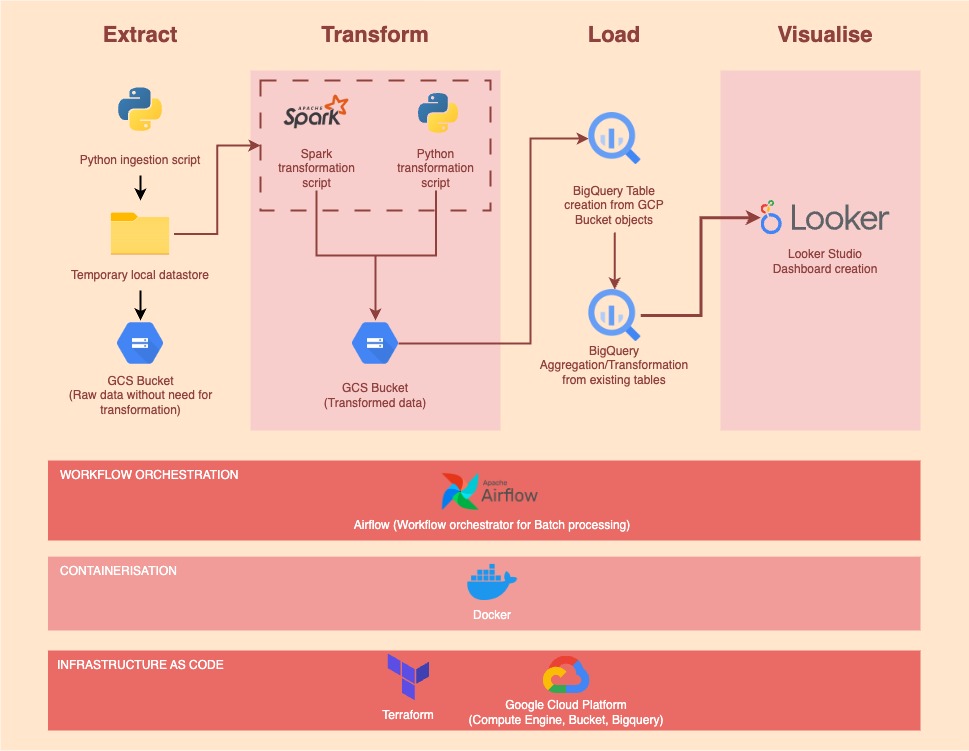 Extract
Transform
Load
Visualise
Python ingestion script
Temporary local datastore
GCS Bucket
(Raw data without need for
transformation)
APACHE
Spark
Spark
transformation
script
Python
transformation
script
GCS Bucket
(Transformed data)
BigQuery Table
creation from GCP
Bucket objects
BigQuery
Aggregation/Transformation
from existing tables
Looker
Looker Studio
Dashboard creation
WORKFLOW ORCHESTRATION
Apache
Airflow
Airflow (Workflow orchestrator for Batch processing)
CONTAINERISATION
Docker
INFRASTRUCTURE AS CODE
Terraform
Google Cloud Platform
(Compute Engine, Bucket, Bigquery)